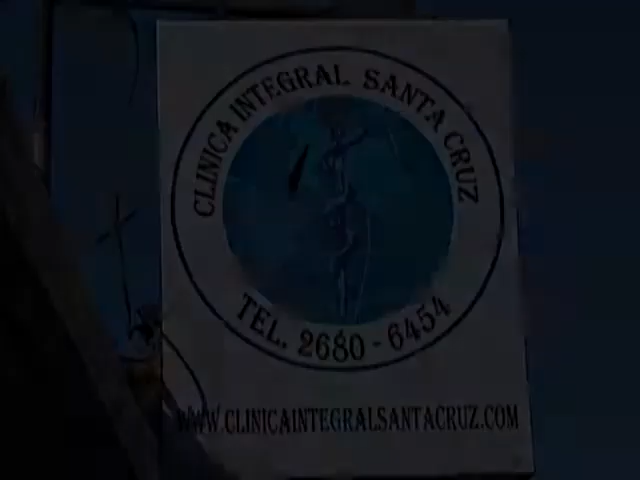 CLINICA INTEGRAL SANTA CRUZ
TEL. 2680 - 6454
WWW.CLINICAINTEGRALSANTACRUZ.COM